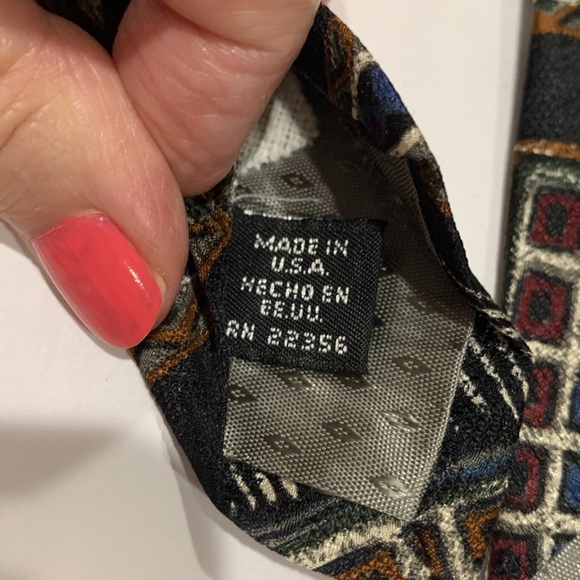 MADE IN
U.S.A.
HECHO EN
EE.UU.
RN 22356